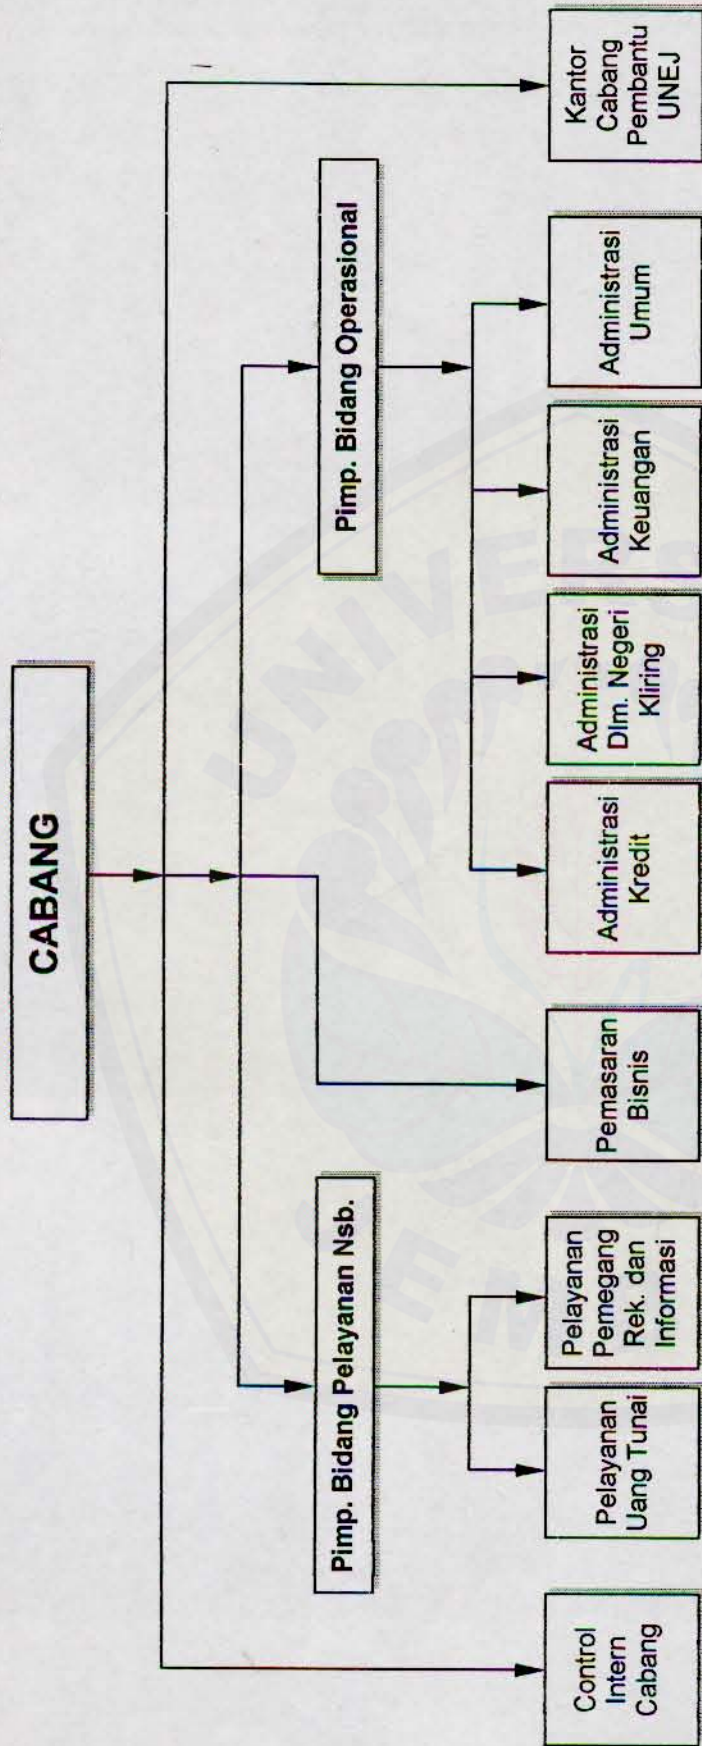 CABANG
Pimp. Bidang Pelayanan Nsb.
Pimp. Bidang Operasional
Control
Intern
Cabang
Pelayanan
Uang Tunai
Pelayanan
Pemegang
Rek. dan
Informasi
Pemasaran
Bisnis
Administrasi
Kredit
Administrasi
Dlm. Negeri
Kliring
Administrasi
Keuangan
Administrasi
Umum
Kantor
Cabang
Pembantu
UNEJ